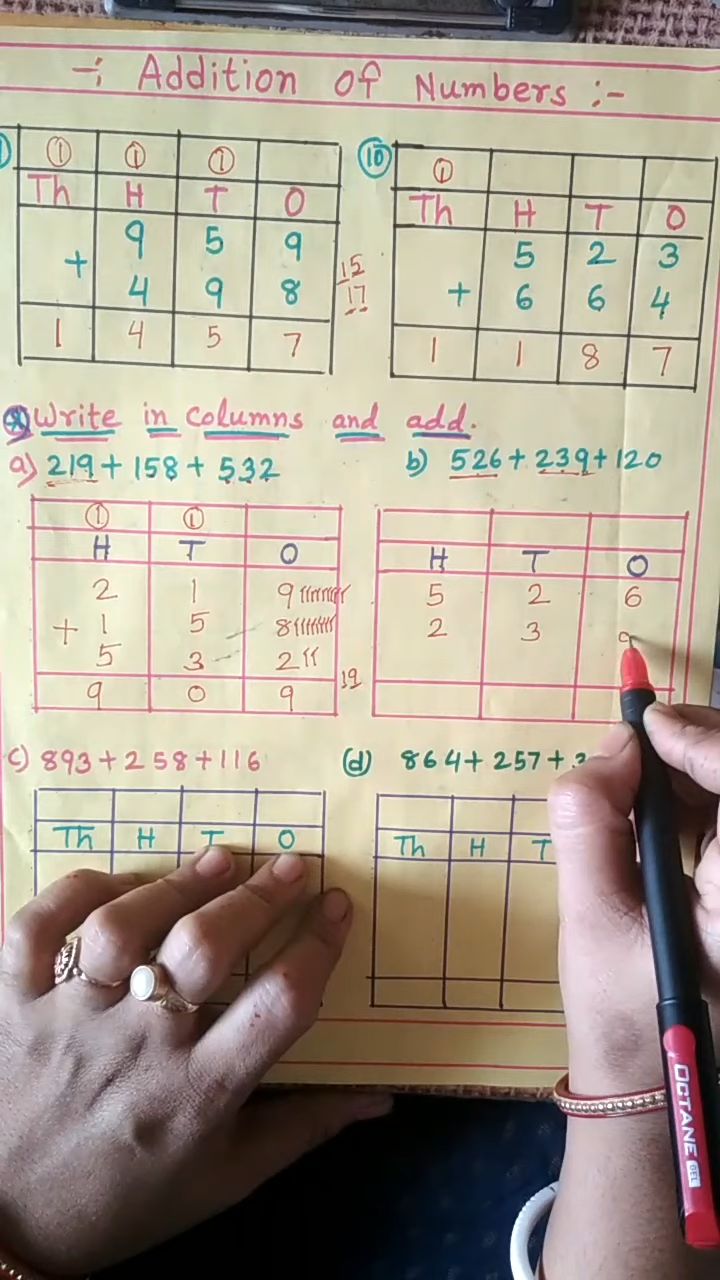 -: Addition of Numbers :-
1 1 1
Th H T O
9 5 9
+ 4 9 8
15
17
1 4 5 7
10
1
Th H T O
5 2 3
+ 6 6 4
1 1 8 7
Write in columns and add.
a) 219 + 158 + 532
1 1
H T O
2 1 9
+ 1 5 8
5 3 2
19
9 0 9
b) 526 + 239 + 120
H T O
5 2 6
2 3 9
c) 893 + 258 + 116
Th H T O
(d) 864 + 257 +
Th H T
OCTANE GEL